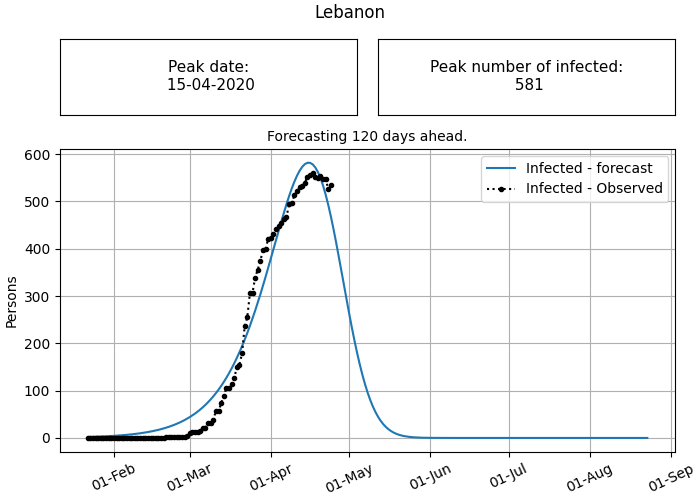 Lebanon
Peak date:
15-04-2020
Peak number of infected:
581
Forecasting 120 days ahead.
Infected - forecast
Infected - Observed
600
500
400
300
200
100
0
Persons
01-Feb
01-Mar
01-Apr
01-May
01-Jun
01-Jul
01-Aug
01-Sep